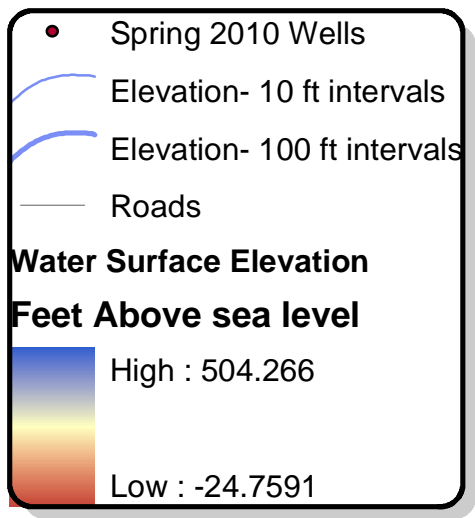 Spring 2010 Wells
Elevation- 10 ft intervals
Elevation- 100 ft intervals
Roads
Water Surface Elevation
Feet Above sea level
High : 504.266
Low : -24.7591